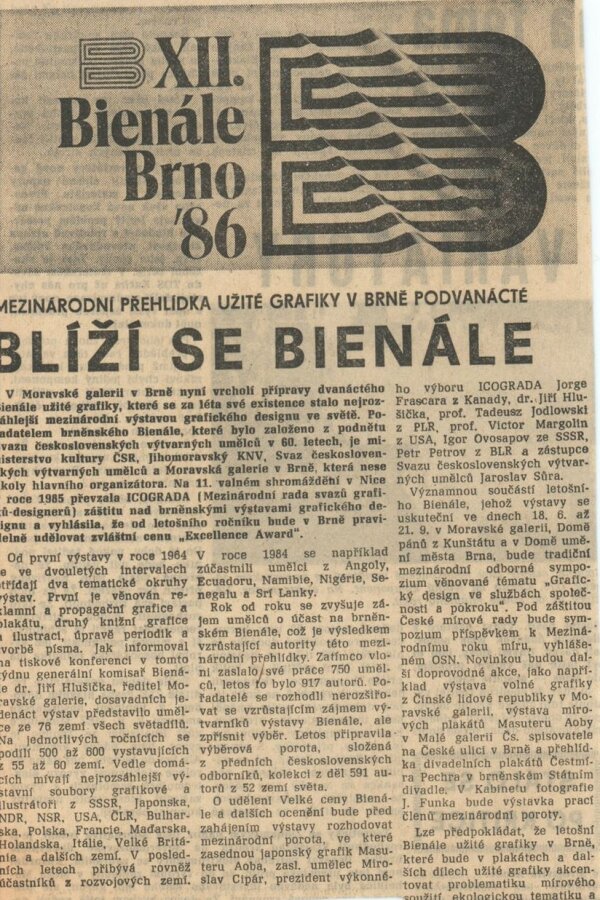 XII.
Bienále
Brno
'86
MEZINÁRODNÍ PŘEHLÍDKA UŽITÉ GRAFIKY V BRNĚ PODVANÁCTÉ
BLÍŽÍ SE BIENÁLE
V Moravské galerii v Brně nyní vrcholí přípravy dvanáctého
Bienále užité grafiky, které se za léta své existence stalo nejroz-
sáhlejší mezinárodní výstavou grafického designu ve světě. Po-
řadatelem brněnského Bienále, které bylo založeno z podnětu
Svazu československých výtvarných umělců v 60. letech, je mi-
nisterstvo kultury ČSR, Jihomoravský KNV, Svaz českosloven-
ských výtvarných umělců a Moravská galerie v Brně, která nese
úkoly hlavního organizátora. Na 11. valném shromáždění v Nice
v roce 1985 převzala ICOGRADA (Mezinárodní rada svazů grafi-
ků-designerů) záštitu nad brněnskými výstavami grafického de-
signu a vyhlásila, že od letošního ročníku bude v Brně pravi-
delně udělovat zvláštní cenu „Excellence Award".
Od první výstavy v roce 1964
se ve dvouletých intervalech
střídají dva tematické okruhy
výstav. První je věnován re-
klamní a propagační grafice a
plakátu, druhý knižní grafice
a ilustraci, úpravě periodik a
tvorbě písma. Jak informoval
na tiskové konferenci v tomto
týdnu generální komisař Biená-
le dr. Jiří Hlušička, ředitel Mo-
ravské galerie, dosavadních je-
denáct výstav představilo uměl-
ce ze 76 zemí všech světadílů.
Na jednotlivých ročnících se
podílí 500 až 600 vystavujících
z 55 až 60 zemí. Vedle domá-
cích mívají nejrozsáhlejší vý-
stavní soubory grafikové a
ilustrátoři z SSSR, Japonska,
NDR, NSR, USA, ČLR, Bulhar-
ska, Polska, Francie, Maďarska,
Holandska, Itálie, Velké Britá-
nie a dalších zemí. V posled-
ních letech přibývá rovněž
účastníků z rozvojových zemí.
V roce 1984 se například
zúčastnili umělci z Angoly,
Ecuadoru, Namibie, Nigérie, Se-
negalu a Srí Lanky.
Rok od roku se zvyšuje zá-
jem umělců o účast na brněn-
ském Bienále, což je výsledkem
vzrůstající autority této mezi-
národní přehlídky. Zatímco vlo-
ni zaslalo své práce 750 uměl-
ců, letos to bylo 917 autorů. Po-
řadatelé se rozhodli nerozšiřo-
vat se vzrůstajícím zájmem vý-
tvarníků výstavy Bienále, ale
zpřísnit výběr. Letos připravila
výběrová porota, složená
z předních československých
odborníků, kolekci z děl 591 au-
torů z 52 zemí světa.
O udělení Velké ceny Biená-
le a dalších ocenění bude před
zahájením výstavy rozhodovat
mezinárodní porota, ve které
zasednou japonský grafik Masu-
teru Aoba, zasl. umělec Miro-
slav Cipár, prezident výkonné-
ho výboru ICOGRADA Jorge
Frascara z Kanady, dr. Jiří Hlu-
šička, prof. Tadeusz Jodlowski
z PLR, prof. Victor Margolin
z USA, Igor Ovosapov ze SSSR,
Petr Petrov z BLR a zástupce
Svazu československých výtvar-
ných umělců Jaroslav Sůra.
Významnou součástí letošní-
ho Bienále, jehož výstavy se
uskuteční ve dnech 18. 6. až
21. 9. v Moravské galerii, Domě
pánů z Kunštátu a v Domě umě-
ní města Brna, bude tradiční
mezinárodní odborné sympo-
zium věnované tématu „Grafic-
ký design ve službách společ-
nosti a pokroku". Pod záštitou
České mírové rady bude sym-
pozium příspěvkem k Meziná-
rodnímu roku míru, vyhláše-
ném OSN. Novinkou budou dal-
ší doprovodné akce, jako napří-
klad výstava volné grafiky
z Čínské lidové republiky v Mo-
ravské galerii, výstava míro-
vých plakátů Masuteru Aoby
v Malé galerii Čs. spisovatele
na České ulici v Brně a přehlíd-
ka divadelních plakátů Čestmí-
ra Pechra v brněnském Státním
divadle. V Kabinetu fotografie
J. Funka bude výstavka prací
členů mezinárodní poroty.
Lze předpokládat, že letošní
Bienále užité grafiky v Brně,
které bude v plakátech a dal-
ších dílech užité grafiky akcen-
tovat problematiku mírového
soužití, ekologickou tematiku a